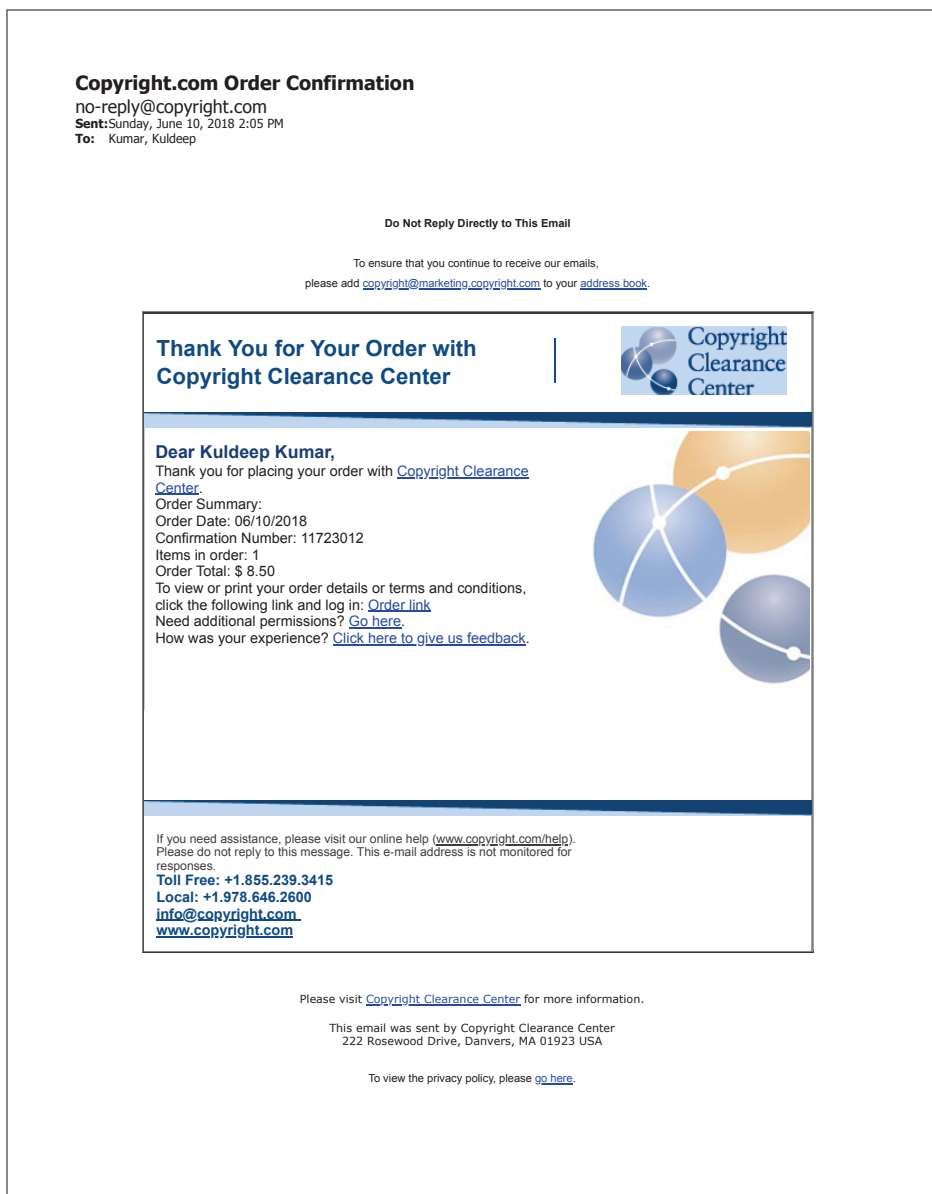 Copyright.com Order Confirmation
no-reply@copyright.com
Sent:Sunday, June 10, 2018 2:05 PM
To: Kumar, Kuldeep
Do Not Reply Directly to This Email
To ensure that you continue to receive our emails,
please add copyright@marketing.copyright.com to your address book.
Thank You for Your Order with
Copyright Clearance Center
Copyright
Clearance
Center
Dear Kuldeep Kumar,
Thank you for placing your order with Copyright Clearance
Center.
Order Summary:
Order Date: 06/10/2018
Confirmation Number: 11723012
Items in order: 1
Order Total: $ 8.50
To view or print your order details or terms and conditions,
click the following link and log in: Order link
Need additional permissions? Go here.
How was your experience? Click here to give us feedback.
If you need assistance, please visit our online help (www.copyright.com/help).
Please do not reply to this message. This e-mail address is not monitored for
responses.
Toll Free: +1.855.239.3415
Local: +1.978.646.2600
info@copyright.com
www.copyright.com
Please visit Copyright Clearance Center for more information.
This email was sent by Copyright Clearance Center
222 Rosewood Drive, Danvers, MA 01923 USA
To view the privacy policy, please go here.